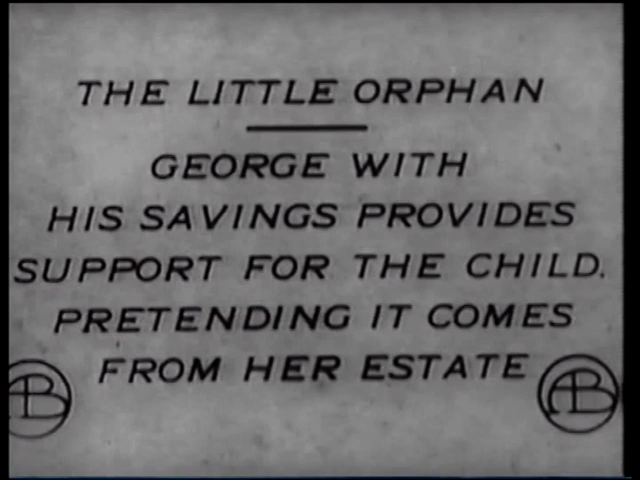 THE LITTLE ORPHAN
GEORGE WITH
HIS SAVINGS PROVIDES
SUPPORT FOR THE CHILD.
PRETENDING IT COMES
FROM HER ESTATE
AB AB